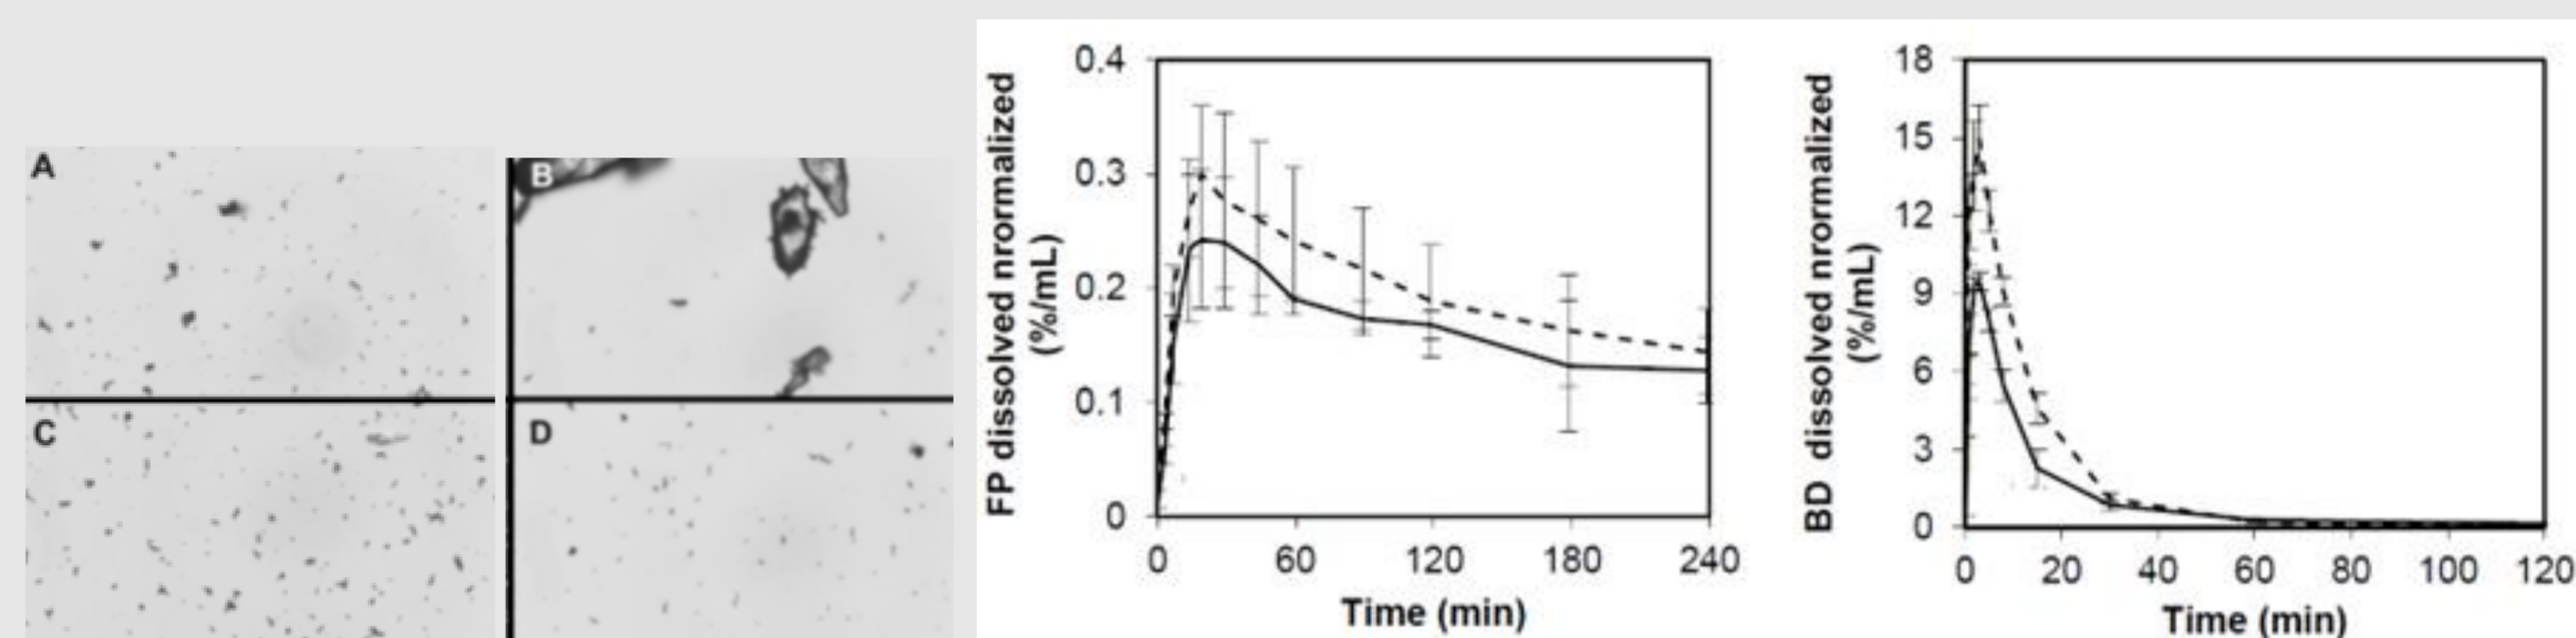 A
B
C
D
FP dissolved nrormalized
(%/mL)
0.4
0.3
0.2
0.1
0
0 60 120 180 240
Time (min)
BD dissolved nrormalized
(%/mL)
18
15
12
9
6
3
0
0 20 40 60 80 100 120
Time (min)